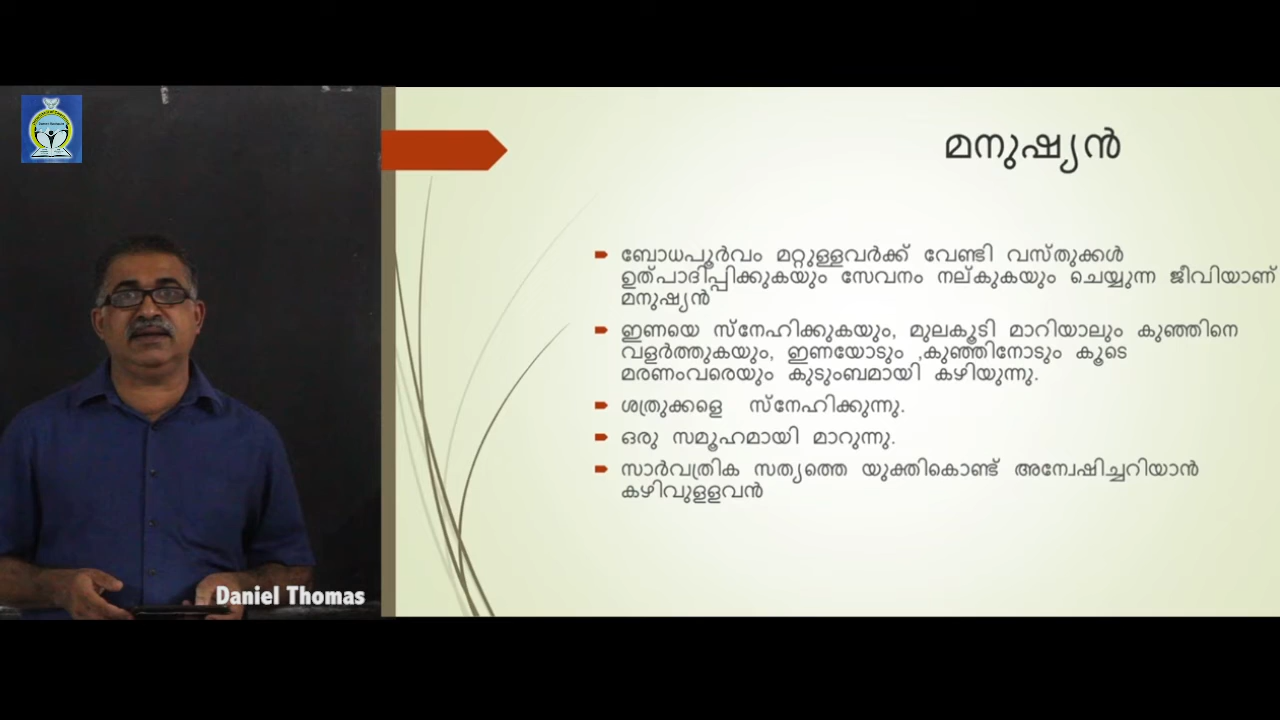 മനുഷ്യൻ
ബോധപൂർവം മറ്റുള്ളവർക്ക് വേണ്ടി വസ്തുക്കൾ
ഉത്പാദിപ്പിക്കുകയും സേവനം നല്കുകയും ചെയ്യുന്ന ജീവിയാണ്
മനുഷ്യൻ
ഇണയെ സ്നേഹിക്കുകയും, മുലകൂടി മാറിയാലും കുഞ്ഞിനെ
വളർത്തുകയും, ഇണയോടും ,കുഞ്ഞിനോടും കൂടെ
മരണംവരെയും കുടുംബമായി കഴിയുന്നു.
ശത്രുക്കളെ സ്നേഹിക്കുന്നു.
ഒരു സമൂഹമായി മാറുന്നു.
സാർവത്രിക സത്യത്തെ യുക്തികൊണ്ട് അന്വേഷിച്ചറിയാൻ
കഴിവുളളവൻ
Daniel Thomas